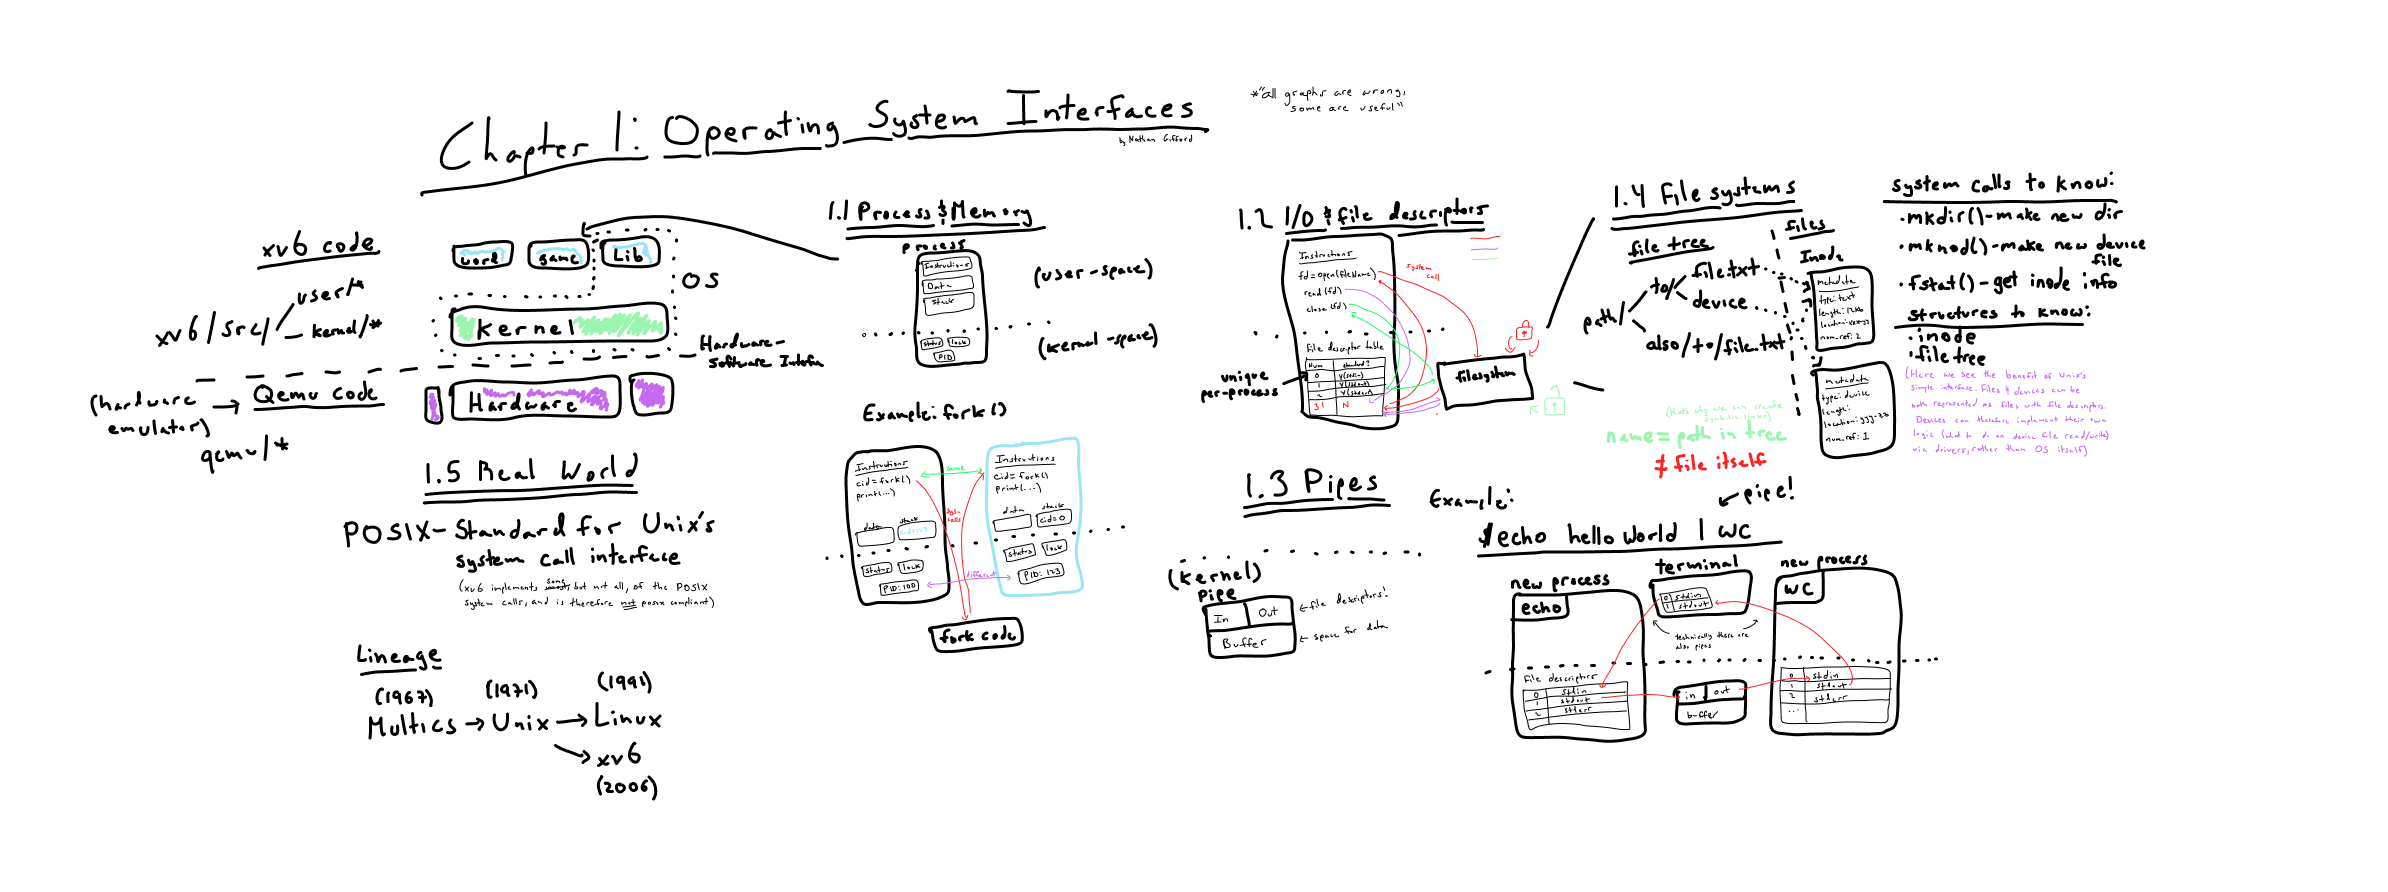 Chapter 1: Operating System Interfaces
by Nathan Gifford
*"all graphs are wrong,
some are useful"
xv6 code
xv6/src/
user/*
kernel/*
word
game
Lib
OS
Kernel
Hardware-
Software
Hardware
(hardware
emulator)
→ Qemu code
qemu/*
1.1 Process & Memory
process
Instructions
Data
Stack
(user-space)
status
lock
PID
(kernel-space)
Example: fork()
Instructions
cid=fork()
print(...)
data
stack
status
lock
PID:100
same
sys-
calls
different
Instructions
cid=fork()
print(...)
data
stack
cid=0
status
lock
PID:123
fork code
1.2 I/O & file descriptors
Instructions
fd=open(fileName)
read(fd)
close(fd)
system
call
File descriptor table
Num standard?
0 Y(stdin)
1 Y(stdout)
2 Y(stderr)
31 N
unique
per-process
filesystem
1.3 Pipes
(Kernel)
Pipe
In
Out
Buffer
← file descriptors!
← space for data
Example:
↙ pipe!
$echo hello world | wc
new process
echo
File descriptors
0 stdin
1 stdout
2 stderr
terminal
0 stdin
1 stdout
technically these are
also pipes
in
out
buffer
new process
WC
0 stdin
1 stdout
2 stderr
...
1.4 File systems
file tree
path/
to/
file.txt
device
also/to/file.txt
files
Inode
metadata
type:text
length:12kb
num_ref: 2
metadata
type:device
length:
location:yyy-zz
num_ref: 1
(that's why we can create
symbolic links)
name = path in tree
≠ file itself
system calls to know:
·mkdir()-make new dir
·mknod()-make new device
file
·fstat()-get inode info
structures to know:
·inode
·file tree
(Here we see the benefit of Unix's
simple interface. Files & devices can be
both represented as files with file descriptors.
Devices can therefore implement their own
logic (what to do on device file read/write)
via drivers, rather than OS itself)
1.5 Real World
POSIX-Standard for Unix's
system call interface
(xv6 implements some, but not all, of the POSIX
system calls, and is therefore not posix compliant)
Lineage
(1967)
(1971)
(1991)
Multics → Unix → Linux
xv6
(2006)